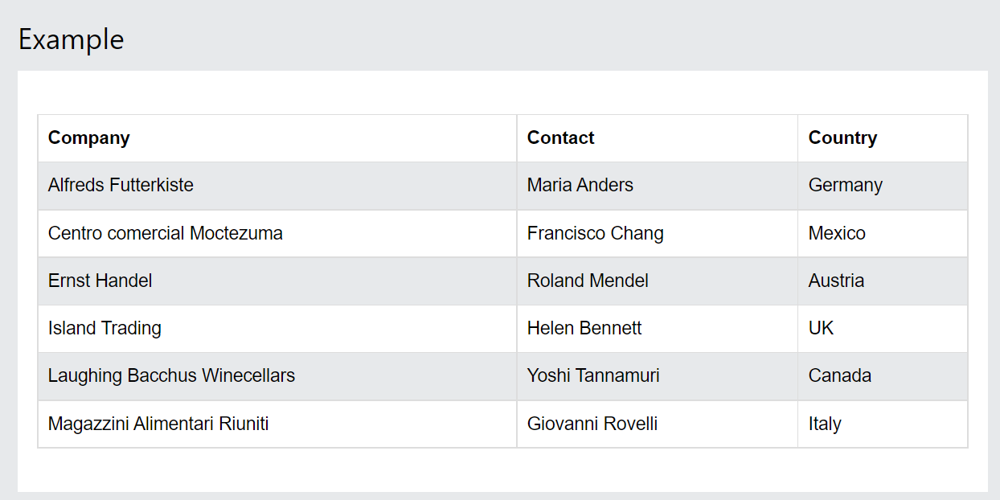 Example
Company Contact Country
Alfreds Futterkiste Maria Anders Germany
Centro comercial Moctezuma Francisco Chang Mexico
Ernst Handel Roland Mendel Austria
Island Trading Helen Bennett UK
Laughing Bacchus Winecellars Yoshi Tannamuri Canada
Magazzini Alimentari Riuniti Giovanni Rovelli Italy